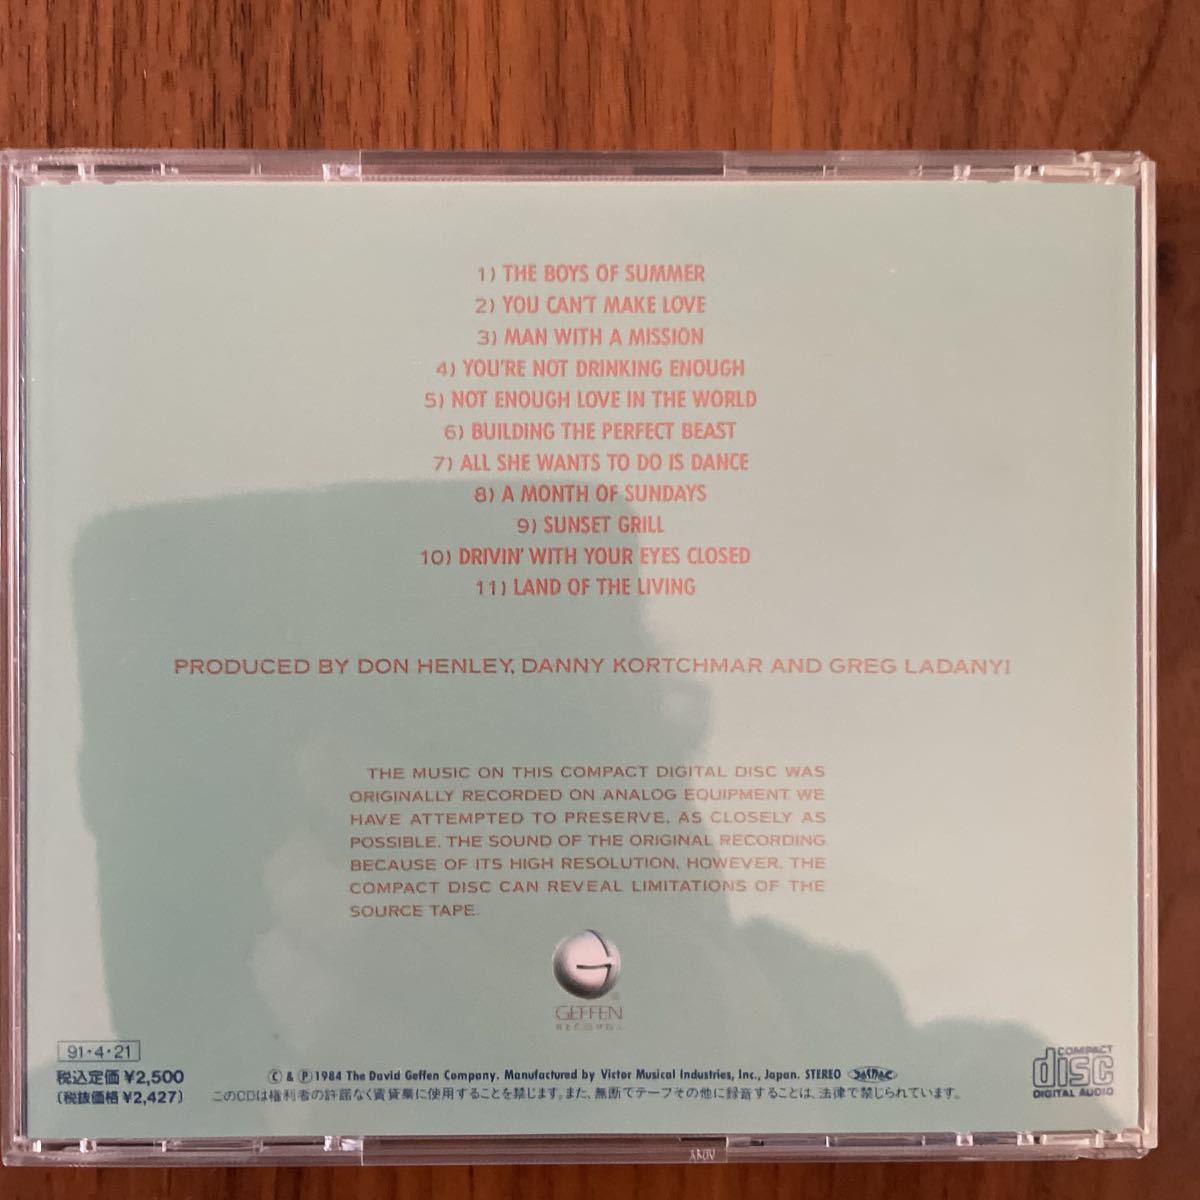 1) THE BOYS OF SUMMER
2) YOU CAN'T MAKE LOVE
3) MAN WITH A MISSION
4) YOU'RE NOT DRINKING ENOUGH
5) NOT ENOUGH LOVE IN THE WORLD
6) BUILDING THE PERFECT BEAST
7) ALL SHE WANTS TO DO IS DANCE
8) A MONTH OF SUNDAYS
9) SUNSET GRILL
10) DRIVIN' WITH YOUR EYES CLOSED
11) LAND OF THE LIVING
PRODUCED BY DON HENLEY, DANNY KORTCHMAR AND GREG LADANYI
THE MUSIC ON THIS COMPACT DIGITAL DISC WAS
ORIGINALLY RECORDED ON ANALOG EQUIPMENT. WE
HAVE ATTEMPTED TO PRESERVE, AS CLOSELY AS
POSSIBLE, THE SOUND OF THE ORIGINAL RECORDING.
BECAUSE OF ITS HIGH RESOLUTION, HOWEVER, THE
COMPACT DISC CAN REVEAL LIMITATIONS OF THE
SOURCE TAPE.
GEFFEN
RECORDS
91・4・21
税込定価 ¥2,500
(税抜価格 ¥2,427)
Ⓒ & Ⓟ 1984 The David Geffen Company. Manufactured by Victor Musical Industries, Inc., Japan. STEREO
このCDは権利者の許諾なく賃貸業に使用することを禁じます。また、無断でテープその他に録音することは、法律で禁じられています。
COMPACT
disc
DIGITAL AUDIO